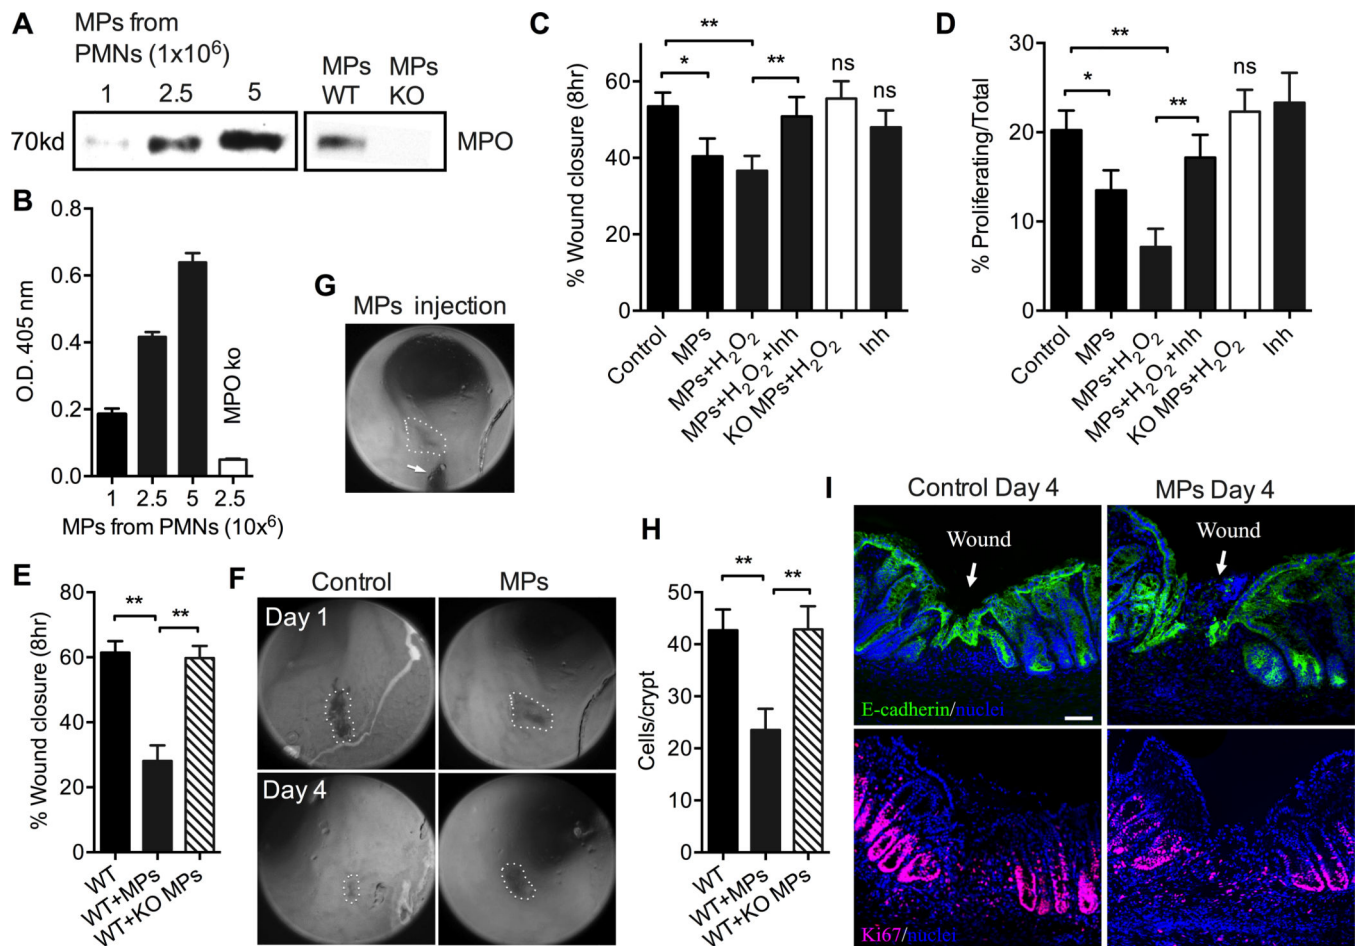 A
MPs from
PMNs (1x10⁶)
1 2.5 5
MPs MPs
WT KO
70kd
MPO
B
O.D. 405 nm
0.8
0.6
0.4
0.2
0.0
MPO ko
1 2.5 5 2.5
MPs from PMNs (10x⁶)
C
% Wound closure (8hr)
60
40
20
0
**
*
**
ns
ns
Control
MPs
MPs+H₂O₂
MPs+H₂O₂+Inh
KO MPs+H₂O₂
Inh
D
% Proliferating/Total
30
20
10
0
**
*
**
ns
Control
MPs
MPs+H₂O₂
MPs+H₂O₂+Inh
KO MPs+H₂O₂
Inh
G
MPs injection
E
% Wound closure (8hr)
80
60
40
20
0
** **
WT
WT+MPs
WT+KO MPs
F
Control MPs
Day 1
Day 4
H
Cells/crypt
50
40
30
20
10
0
** **
WT
WT+MPs
WT+KO MPs
I
Control Day 4 MPs Day 4
Wound
Wound
E-cadherin/nuclei
Ki67/nuclei